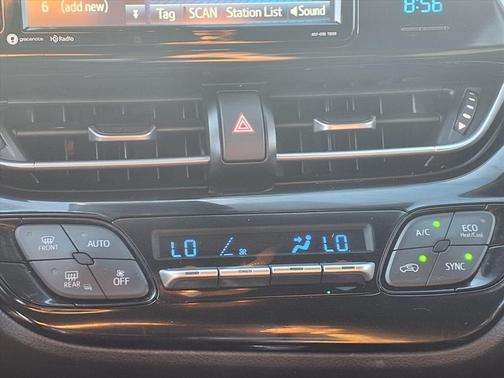 6 (add new)
Tag SCAN Station List Sound
8:56
gracenote HD Radio
FRONT
AUTO
REAR
OFF
LO
LO
A/C
ECO
Heat/Cool
SYNC